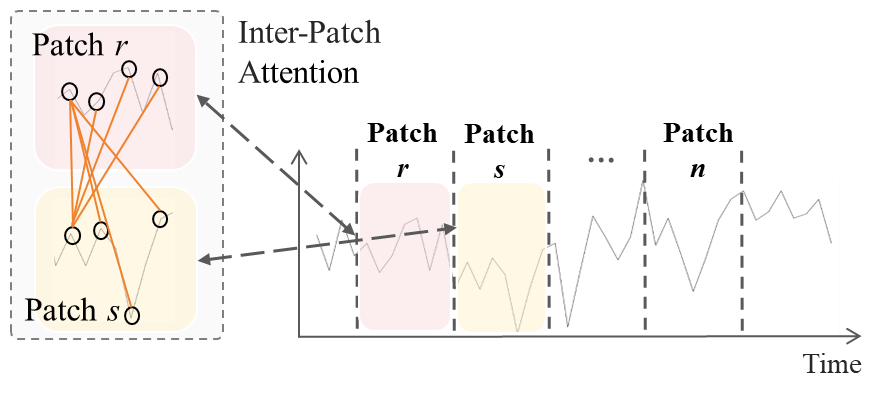 Patch r
Inter-Patch
Attention
Patch s
Patch
r
Patch
s
...
Patch
n
Time